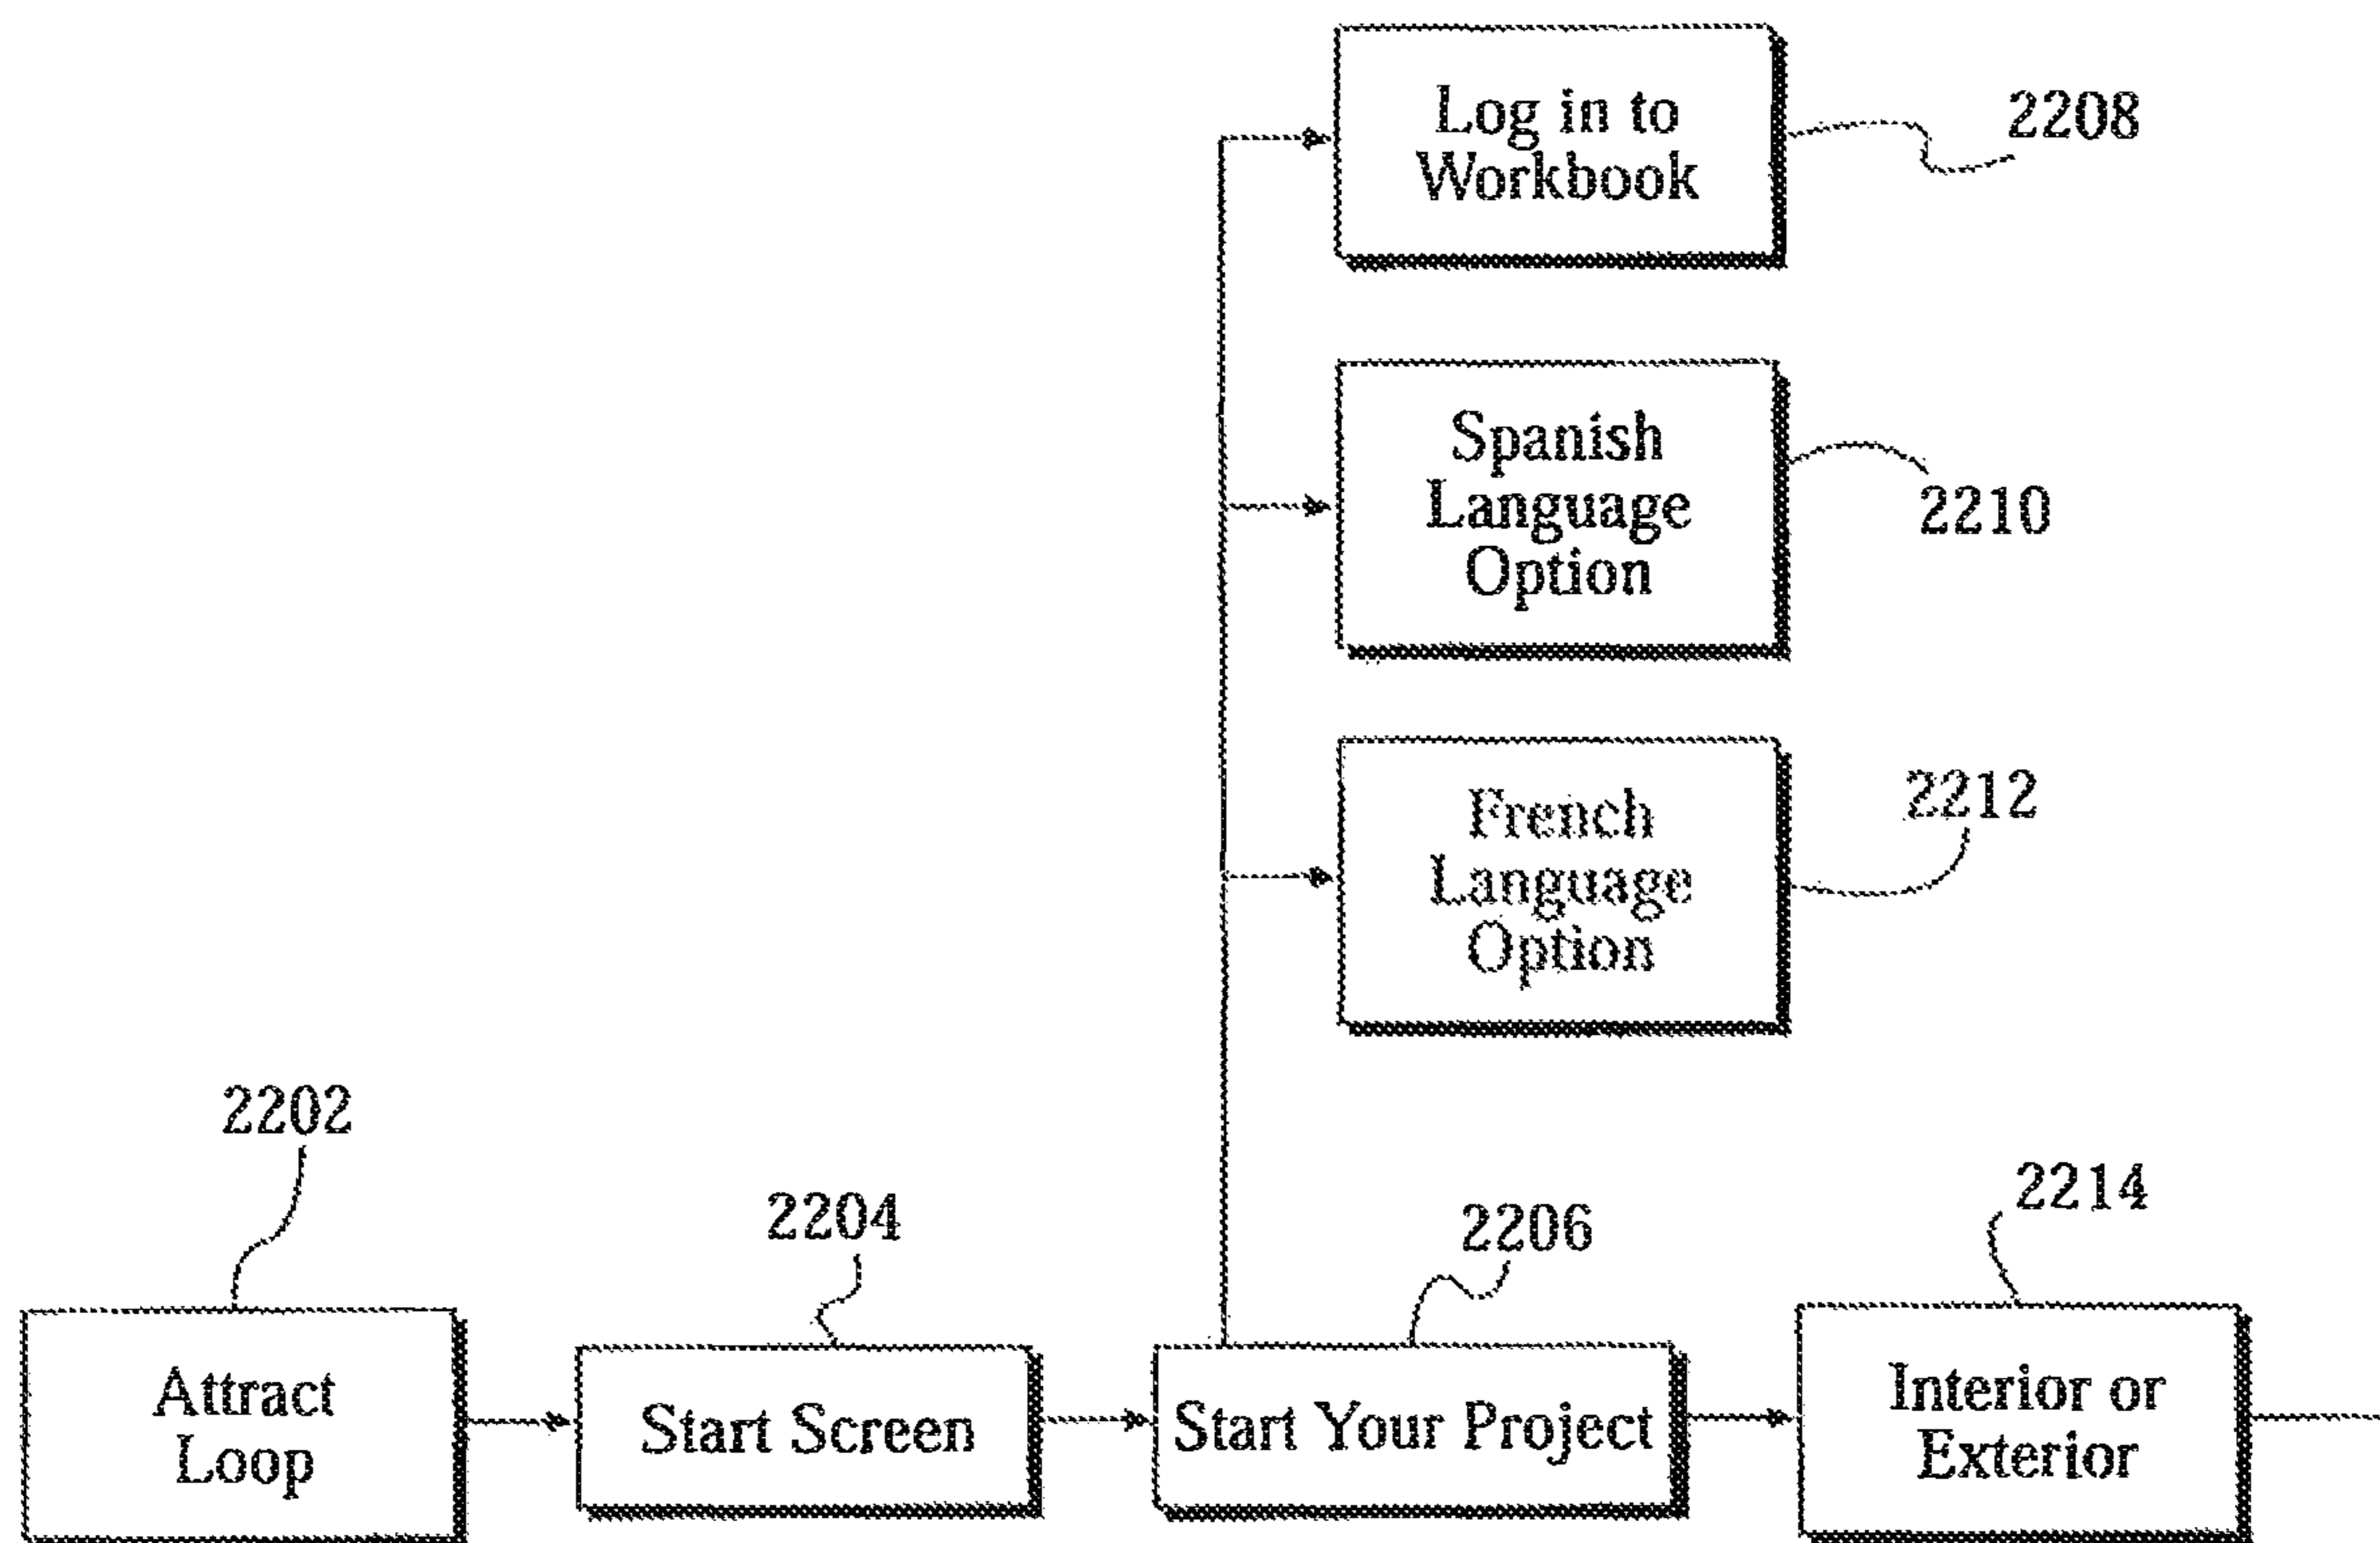 Log in to
Workbook
2208
Spanish
Language
Option
2210
French
Language
Option
2212
2202
2204
2206
2214
Attract
Loop
Start Screen
Start Your Project
Interior or
Exterior